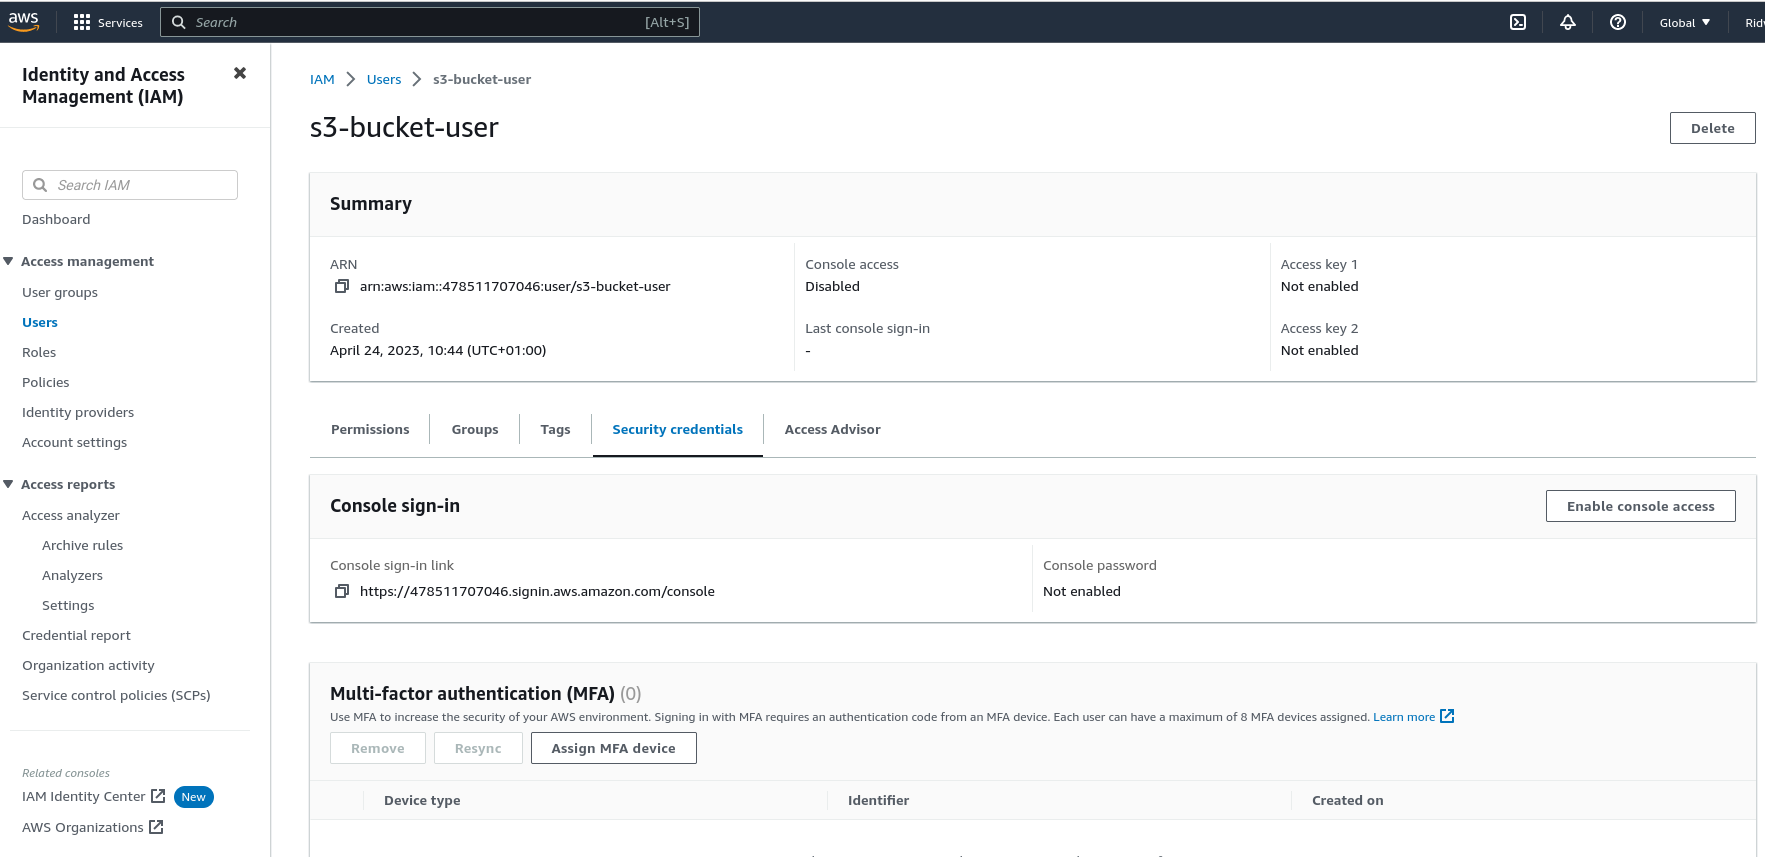 aws
Services
Search
[Alt+S]
Global
Identity and Access
Management (IAM)
Search IAM
Dashboard
Access management
User groups
Users
Roles
Policies
Identity providers
Account settings
Access reports
Access analyzer
Archive rules
Analyzers
Settings
Credential report
Organization activity
Service control policies (SCPs)
Related consoles
IAM Identity Center New
AWS Organizations
IAM Users s3-bucket-user
s3-bucket-user
Delete
Summary
ARN
arn:aws:iam::478511707046:user/s3-bucket-user
Created
April 24, 2023, 10:44 (UTC+01:00)
Console access
Disabled
Last console sign-in
-
Access key 1
Not enabled
Access key 2
Not enabled
Permissions Groups Tags Security credentials Access Advisor
Console sign-in
Enable console access
Console sign-in link
https://478511707046.signin.aws.amazon.com/console
Console password
Not enabled
Multi-factor authentication (MFA) (0)
Use MFA to increase the security of your AWS environment. Signing in with MFA requires an authentication code from an MFA device. Each user can have a maximum of 8 MFA devices assigned. Learn more
Remove Resync Assign MFA device
Device type Identifier Created on